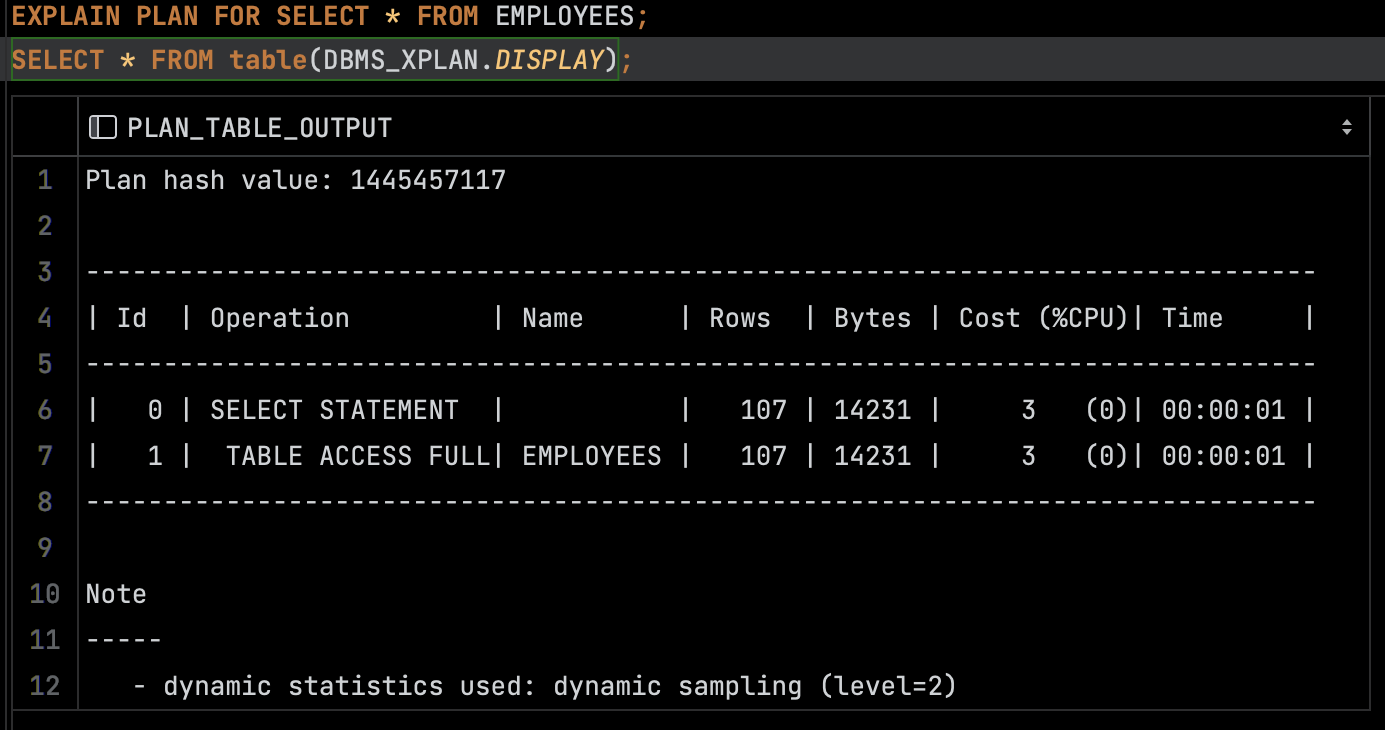 EXPLAIN PLAN FOR SELECT * FROM EMPLOYEES;
SELECT * FROM table(DBMS_XPLAN.DISPLAY);
PLAN_TABLE_OUTPUT
1 Plan hash value: 1445457117
2
3 -------------------------------------------------------------------------------
4 | Id  | Operation         | Name      | Rows  | Bytes | Cost (%CPU)| Time     |
5 -------------------------------------------------------------------------------
6 |   0 | SELECT STATEMENT  |           |   107 | 14231 |     3   (0)| 00:00:01 |
7 |   1 |  TABLE ACCESS FULL| EMPLOYEES |   107 | 14231 |     3   (0)| 00:00:01 |
8 -------------------------------------------------------------------------------
9
10 Note
11 -----
12    - dynamic statistics used: dynamic sampling (level=2)